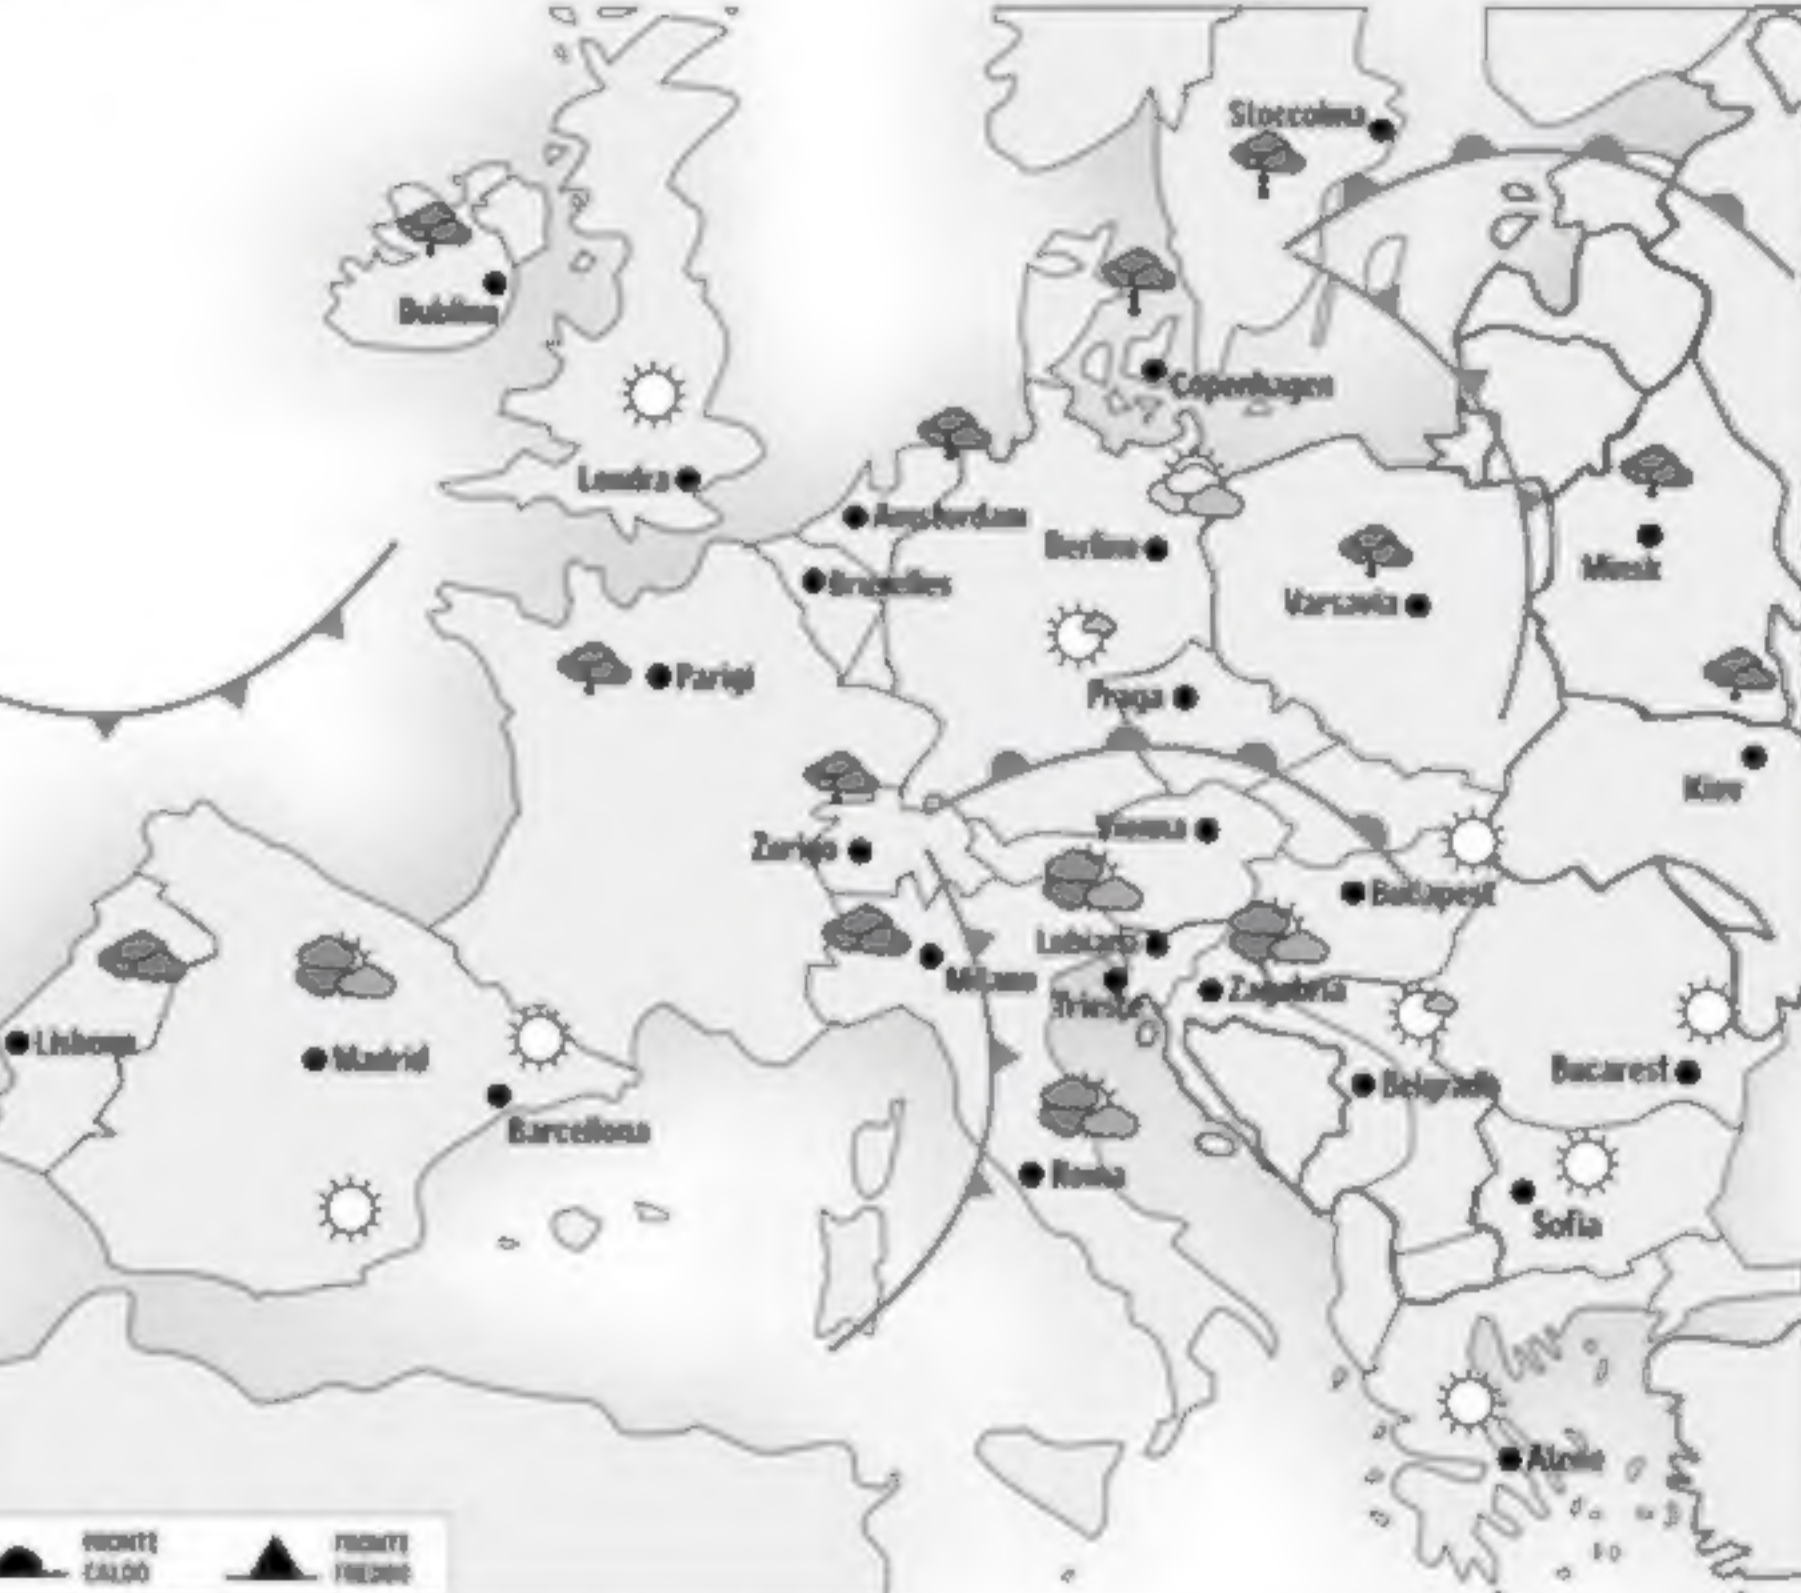 Stoccolma
Dublino
Copenhagen
Londra
Amsterdam
Berlino
Bruxelles
Minsk
Varsavia
Parigi
Praga
Kiev
Vienna
Zurigo
Budapest
Lubiana
Milano
Zagabria
Trieste
Lisbona
Madrid
Bucarest
Belgrado
Barcellona
Roma
Sofia
Atene
FRONTE
CALDO
FRONTE
FREDDO